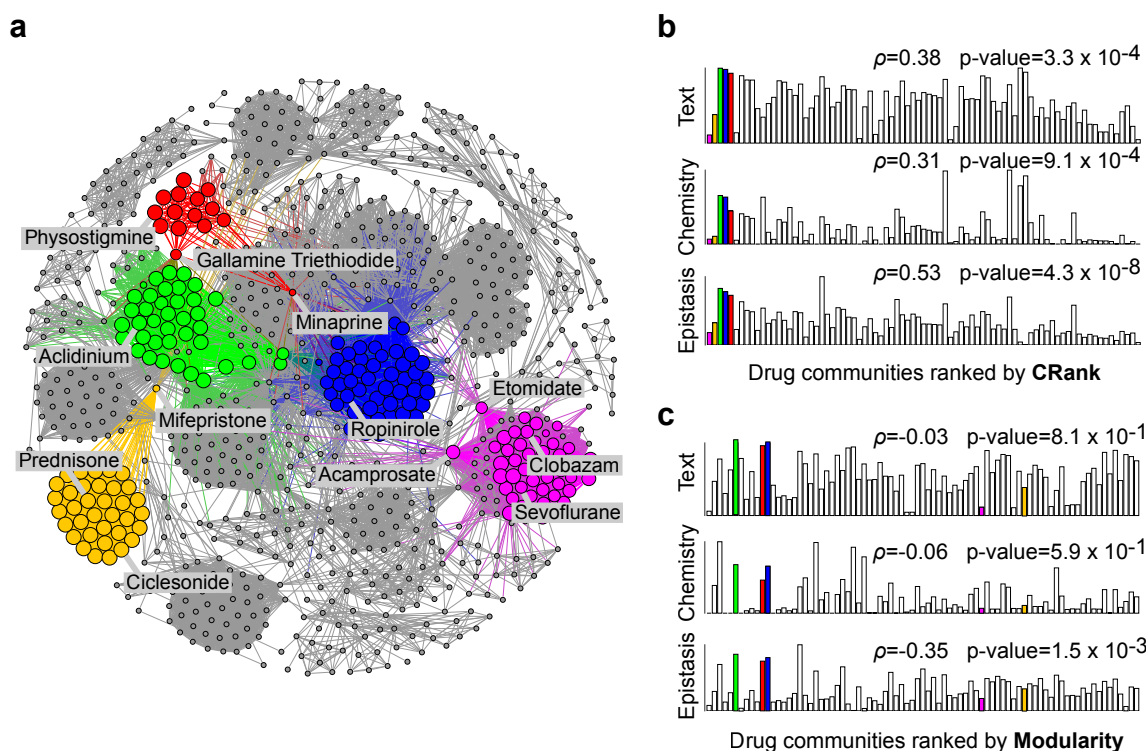 a
Physostigmine
Gallamine Triethiodide
Minaprine
Aclidinium
Etomidate
Mifepristone
Ropinirole
Prednisone
Acamprosate
Clobazam
Sevoflurane
Ciclesonide
b
ρ=0.38 p-value=3.3 x 10-4
Text
ρ=0.31 p-value=9.1 x 10-4
Chemistry
ρ=0.53 p-value=4.3 x 10-8
Epistasis
Drug communities ranked by CRank
c
ρ=-0.03 p-value=8.1 x 10-1
Text
ρ=-0.06 p-value=5.9 x 10-1
Chemistry
ρ=-0.35 p-value=1.5 x 10-3
Epistasis
Drug communities ranked by Modularity